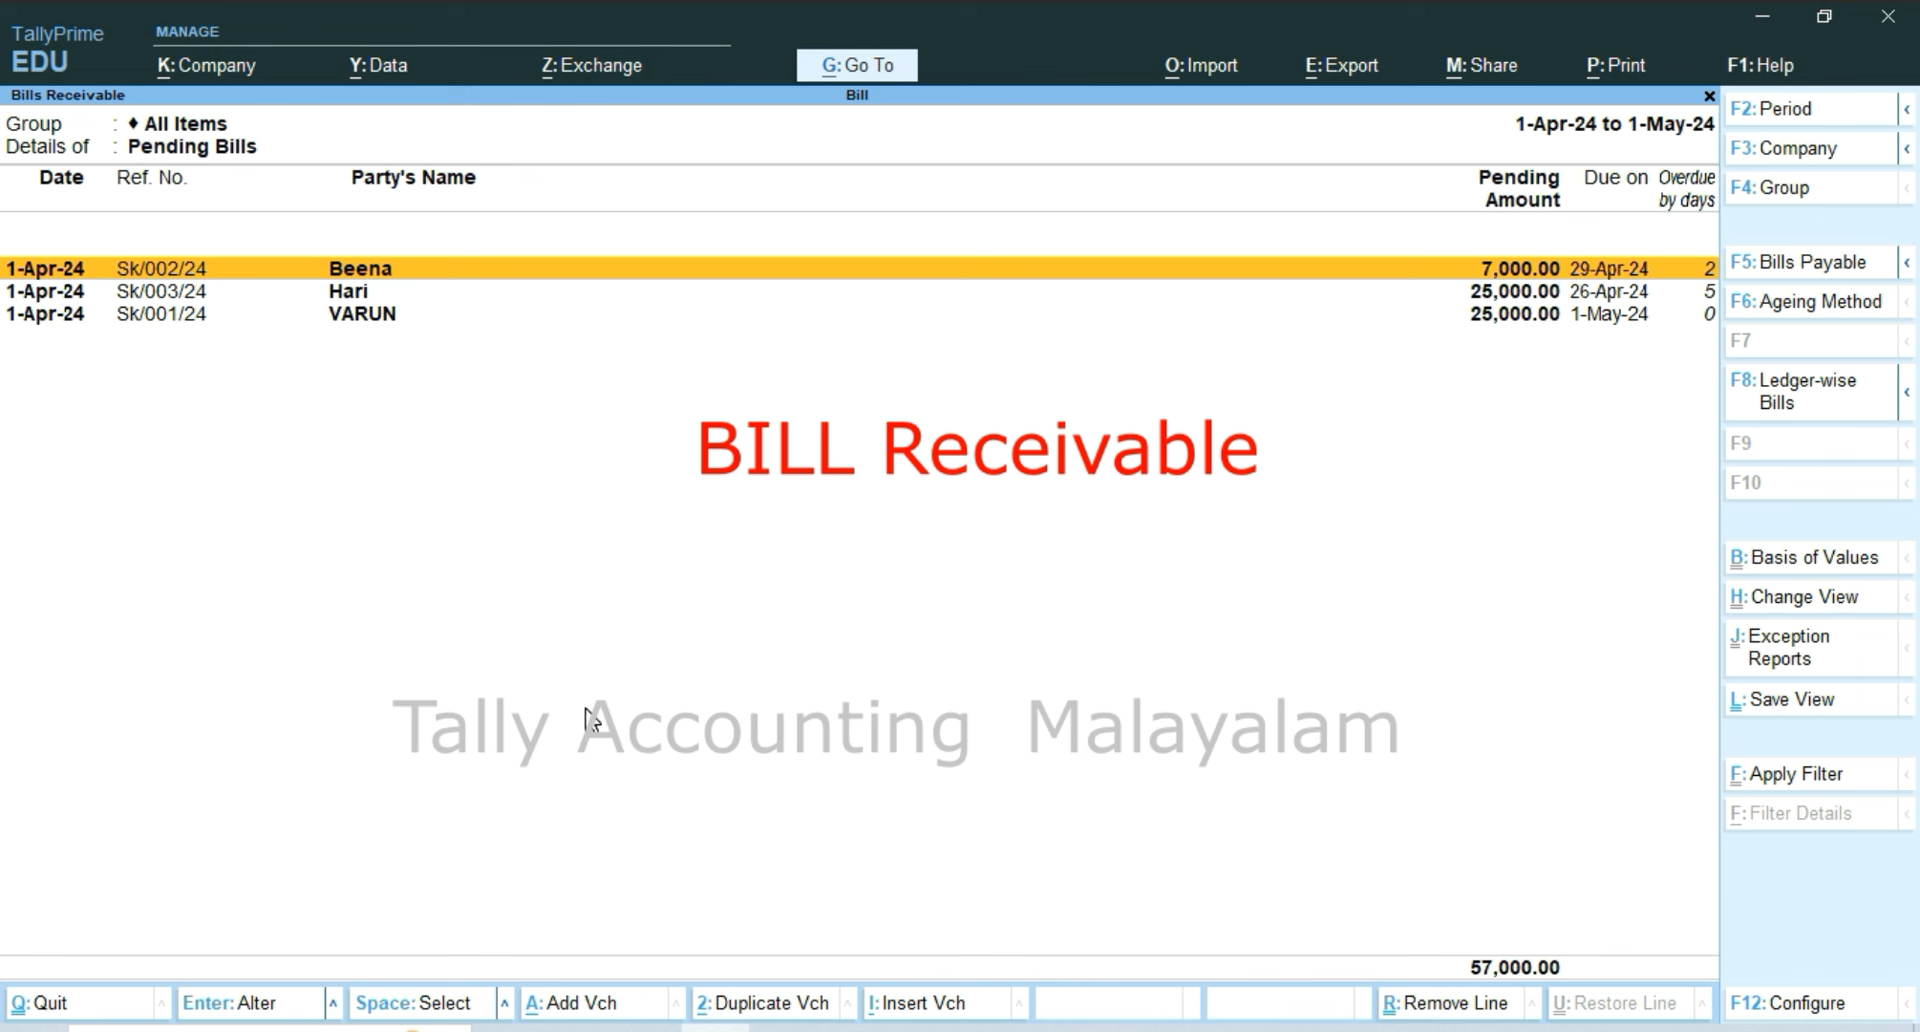 TallyPrime
EDU
MANAGE
K: Company Y: Data Z: Exchange G: Go To O: Import E: Export M: Share P: Print F1: Help
Bills Receivable Bill
Group : ♦ All Items 1-Apr-24 to 1-May-24
Details of : Pending Bills
Date Ref. No. Party's Name Pending Amount Due on Overdue by days
1-Apr-24 Sk/002/24 Beena 7,000.00 29-Apr-24 2
1-Apr-24 Sk/003/24 Hari 25,000.00 26-Apr-24 5
1-Apr-24 Sk/001/24 VARUN 25,000.00 1-May-24 0
BILL Receivable
Tally Accounting Malayalam
57,000.00
F2: Period
F3: Company
F4: Group
F5: Bills Payable
F6: Ageing Method
F7
F8: Ledger-wise
Bills
F9
F10
B: Basis of Values
H: Change View
J: Exception
Reports
L: Save View
F: Apply Filter
F: Filter Details
Q: Quit Enter: Alter Space: Select A: Add Vch 2: Duplicate Vch I: Insert Vch R: Remove Line U: Restore Line F12: Configure